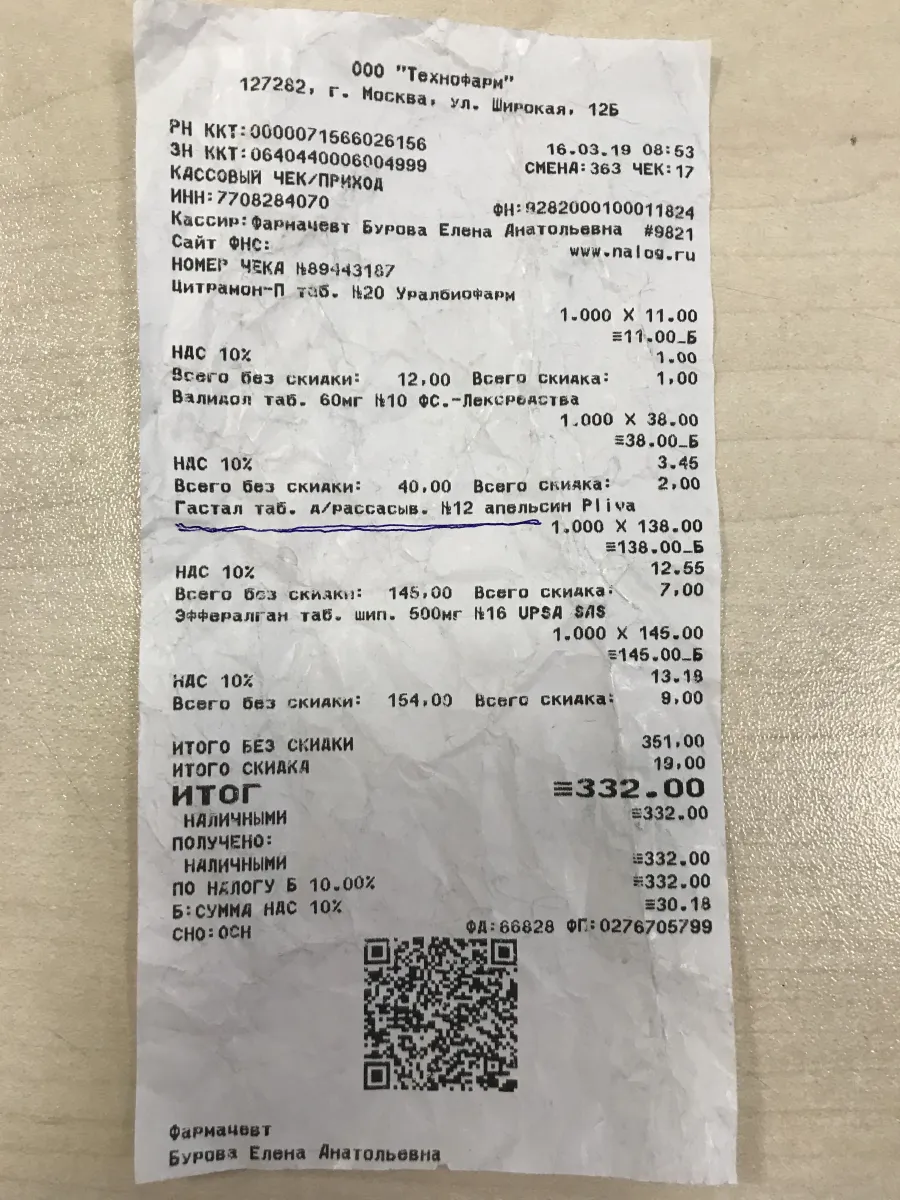 ООО "Технофарм"
127282, г. Москва, ул. Широкая, 12Б
РН ККТ:0000071566026156 16.03.19 08:53
ЗН ККТ:0640440006004999 СМЕНА:363 ЧЕК:17
КАССОВЫЙ ЧЕК/ПРИХОД
ИНН:7708284070 ФН:9282000100011824
Кассир:Фармачевт Бурова Елена Анатольевна #9821
Сайт ФНС: www.nalog.ru
НОМЕР ЧЕКА №89443187
Цитрамон-П таб. №20 Уралбиофарм
1.000 X 11.00
≡11.00_Б
НДС 10% 1.00
Всего без скидки: 12,00 Всего скидка: 1,00
Валидол таб. 60мг №10 ФС.-Лексредства
1.000 X 38.00
≡38.00_Б
НДС 10% 3.45
Всего без скидки: 40,00 Всего скидка: 2,00
Гастал таб. д/рассасыв. №12 апельсин Pliva
1.000 X 138.00
≡138.00_Б
НДС 10% 12.55
Всего без скидки: 145,00 Всего скидка: 7,00
Эффералган таб. шип. 500мг №16 UPSA SAS
1.000 X 145.00
≡145.00_Б
НДС 10% 13.18
Всего без скидки: 154,00 Всего скидка: 9,00
ИТОГО БЕЗ СКИДКИ 351,00
ИТОГО СКИДКА 19,00
ИТОГ ≡332.00
НАЛИЧНЫМИ ≡332.00
ПОЛУЧЕНО:
НАЛИЧНЫМИ ≡332.00
ПО НАЛОГУ Б 10.00% ≡332.00
Б:СУММА НДС 10% ≡30.18
СНО:ОСН ФД:66828 ФП:0276705799
Фармачевт
Бурова Елена Анатольевна